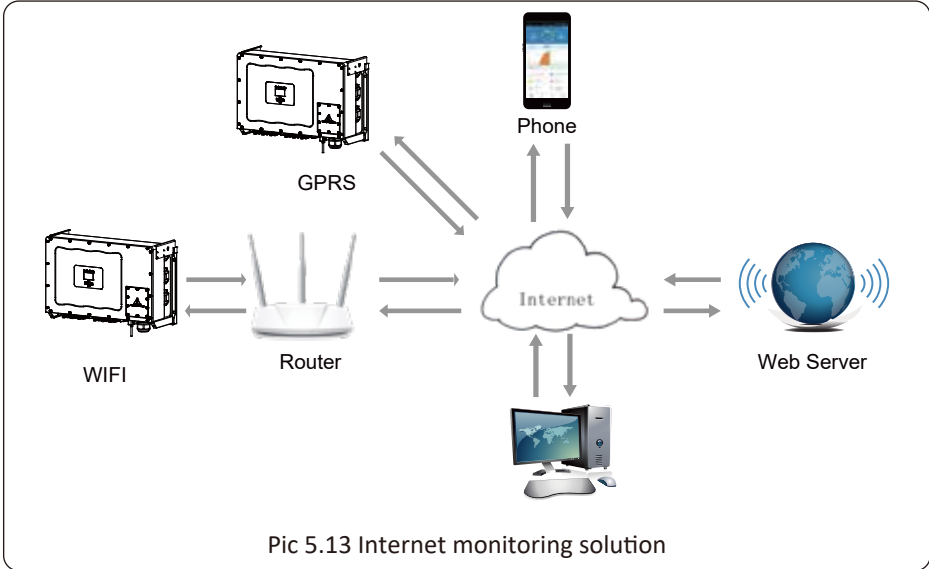 Phone
GPRS
Internet
WIFI
Router
Web Server
Pic 5.13 Internet monitoring solution